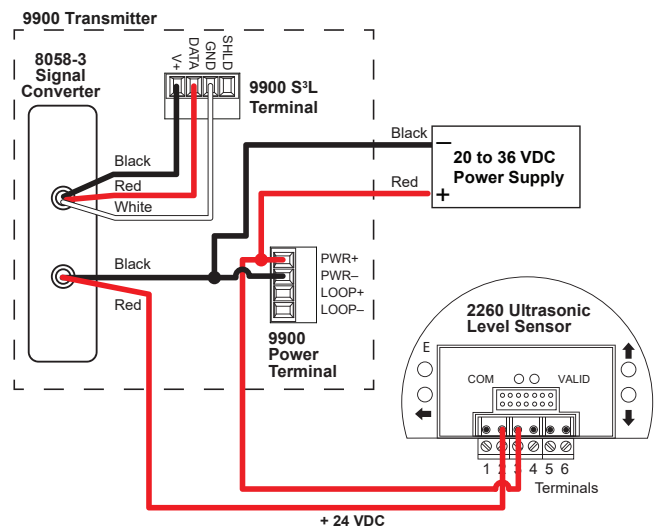 9900 Transmitter
8058-3
Signal
Converter
V+
DATA
GND
SHLD
9900 S³L
Terminal
Black
Red
White
Black
Red
Black
Red
20 to 36 VDC
Power Supply
–
+
PWR+
PWR–
LOOP+
LOOP–
9900
Power
Terminal
2260 Ultrasonic
Level Sensor
E
COM
VALID
1 2 3 4 5 6
Terminals
+ 24 VDC